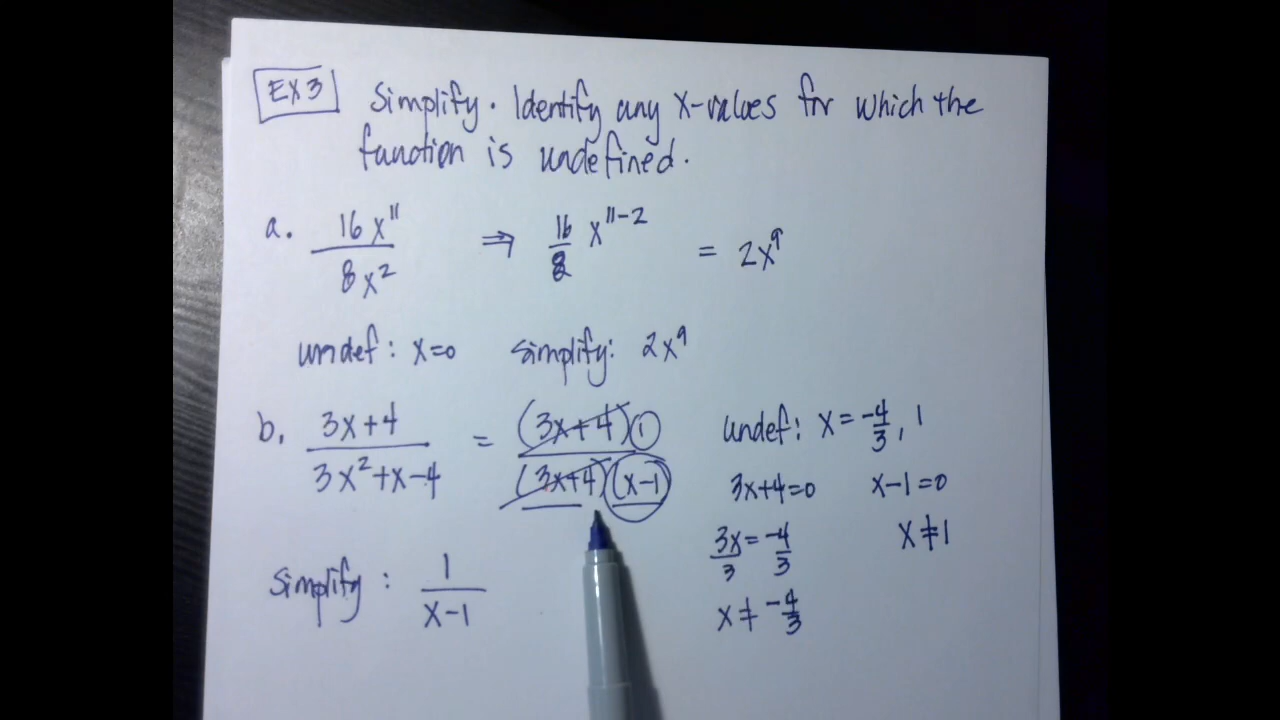 EX 3 Simplify. Identify any x-values for which the
function is undefined.
a. 16x^11 / 8x^2 ⇒ 16/8 x^(11-2) = 2x^9
undef: x=0 simplify: 2x^9
b. (3x+4) / (3x^2+x-4) = (3x+4)(1) / (3x+4)(x-1) undef: x = -4/3, 1
3x+4=0 x-1=0
3x/3 = -4/3 x≠1
x ≠ -4/3
Simplify: 1 / (x-1)